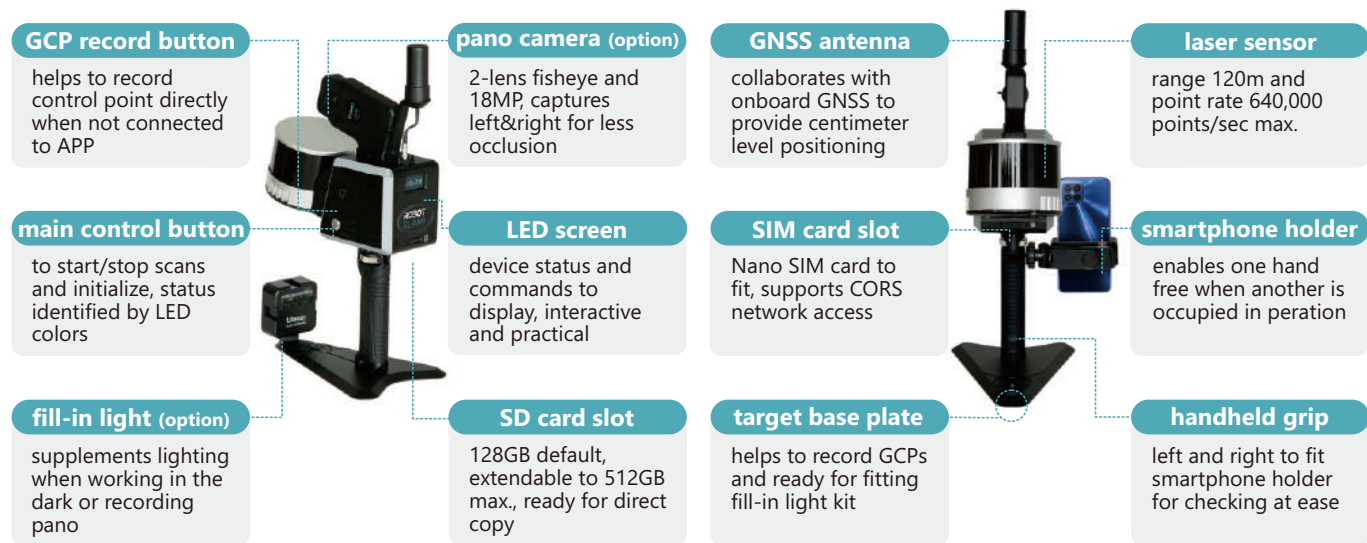 GCP record button
helps to record
control point directly
when not connected
to APP
pano camera (option)
2-lens fisheye and
18MP, captures
left&right for less
occlusion
GNSS antenna
collaborates with
onboard GNSS to
provide centimeter
level positioning
laser sensor
range 120m and
point rate 640,000
points/sec max.
main control button
to start/stop scans
and initialize, status
identified by LED
colors
LED screen
device status and
commands to
display, interactive
and practical
SIM card slot
Nano SIM card to
fit, supports CORS
network access
smartphone holder
enables one hand
free when another is
occupied in peration
fill-in light (option)
supplements lighting
when working in the
dark or recording
pano
SD card slot
128GB default,
extendable to 512GB
max., ready for direct
copy
target base plate
helps to record GCPs
and ready for fitting
fill-in light kit
handheld grip
left and right to fit
smartphone holder
for checking at ease
ROBOT